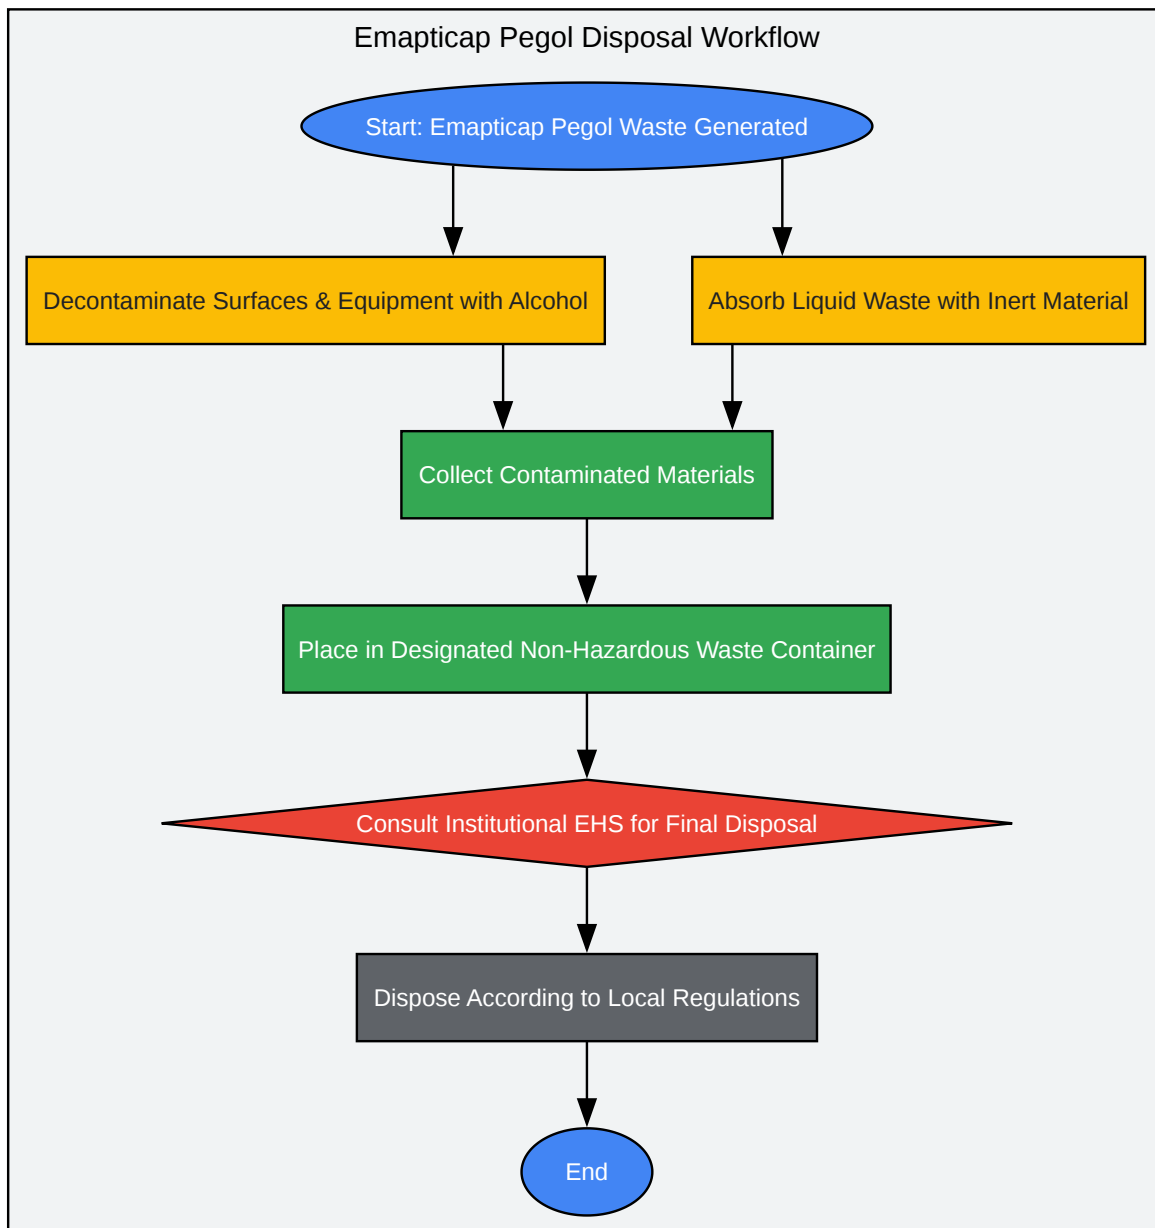 Emapticap Pegol Disposal Workflow
Start: Emapticap Pegol Waste Generated
Decontaminate Surfaces & Equipment with Alcohol
Absorb Liquid Waste with Inert Material
Collect Contaminated Materials
Place in Designated Non-Hazardous Waste Container
Consult Institutional EHS for Final Disposal
Dispose According to Local Regulations
End